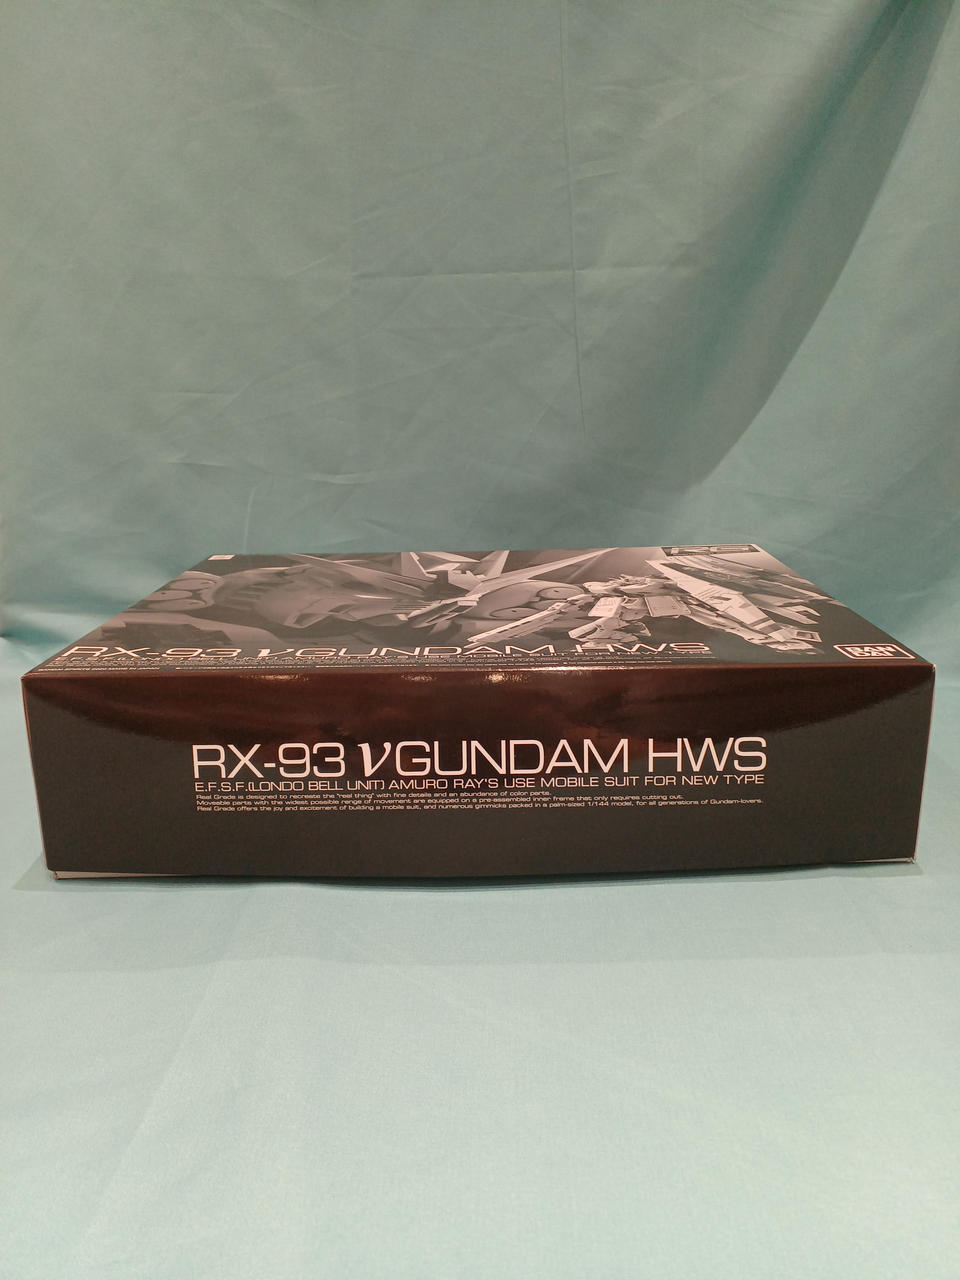 RG
RX-93 νGUNDAM HWS
BAN
DAI
RX-93 νGUNDAM HWS
E.F.S.F.(LONDO BELL UNIT) AMURO RAY'S USE MOBILE SUIT FOR NEW TYPE
Real Grade is designed to recreate the "real thing" with fine details and an abundance of color parts.
Moveable parts with the widest possible range of movement are equipped on a pre-assembled inner frame that only requires cutting out.
Real Grade offers the joy and excitement of building a mobile suit, and numerous gimmicks packed in a palm-sized 1/144 model, for all generations of Gundam-lovers.